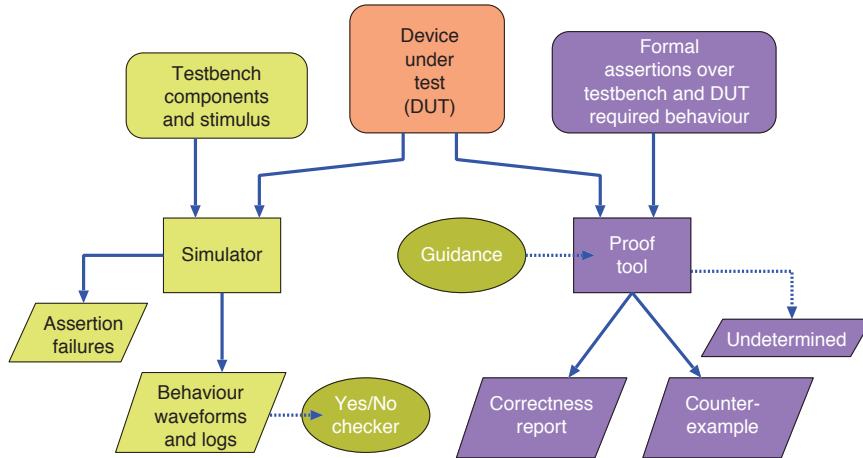 Testbench
components
and stimulus
Device
under
test
(DUT)
Formal
assertions over
testbench and DUT
required behaviour
Simulator
Guidance
Proof
tool
Assertion
failures
Undetermined
Behaviour
waveforms
and logs
Yes/No
checker
Correctness
report
Counter-
example